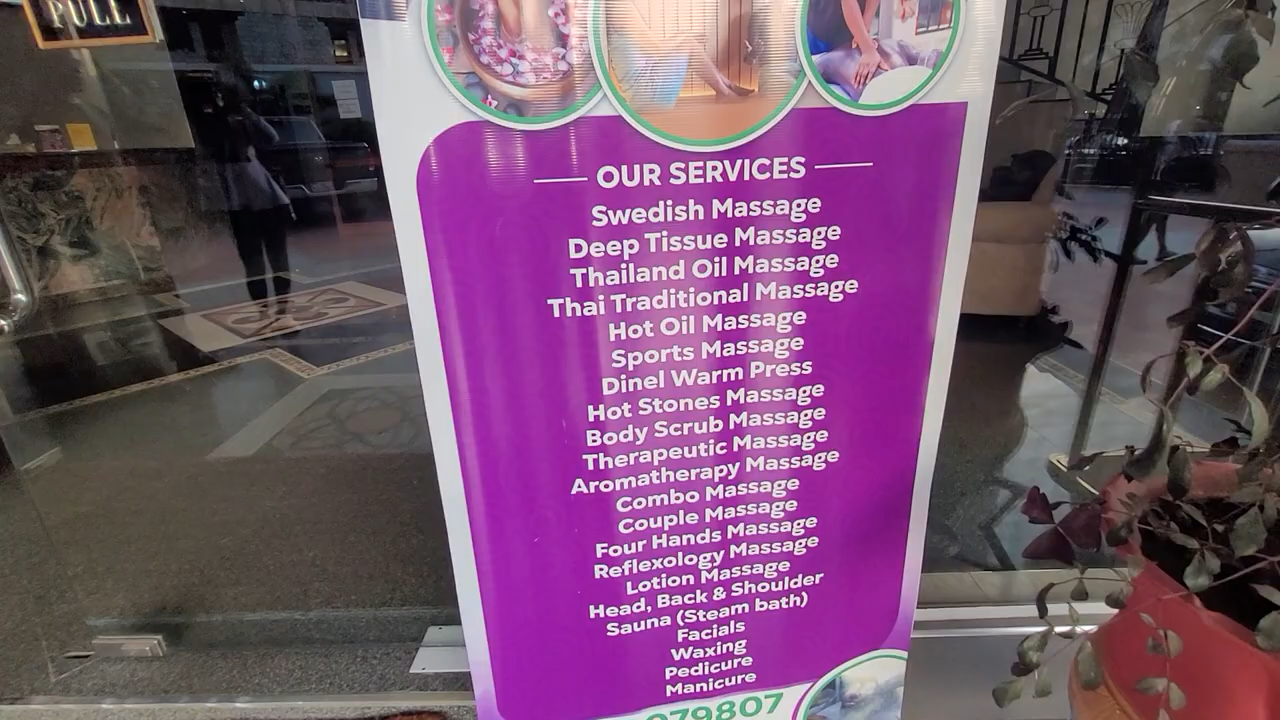 PULL
OUR SERVICES
Swedish Massage
Deep Tissue Massage
Thailand Oil Massage
Thai Traditional Massage
Hot Oil Massage
Sports Massage
Dinel Warm Press
Hot Stones Massage
Body Scrub Massage
Therapeutic Massage
Aromatherapy Massage
Combo Massage
Couple Massage
Four Hands Massage
Reflexology Massage
Lotion Massage
Head, Back & Shoulder
Sauna (Steam bath)
Facials
Waxing
Pedicure
Manicure
079807